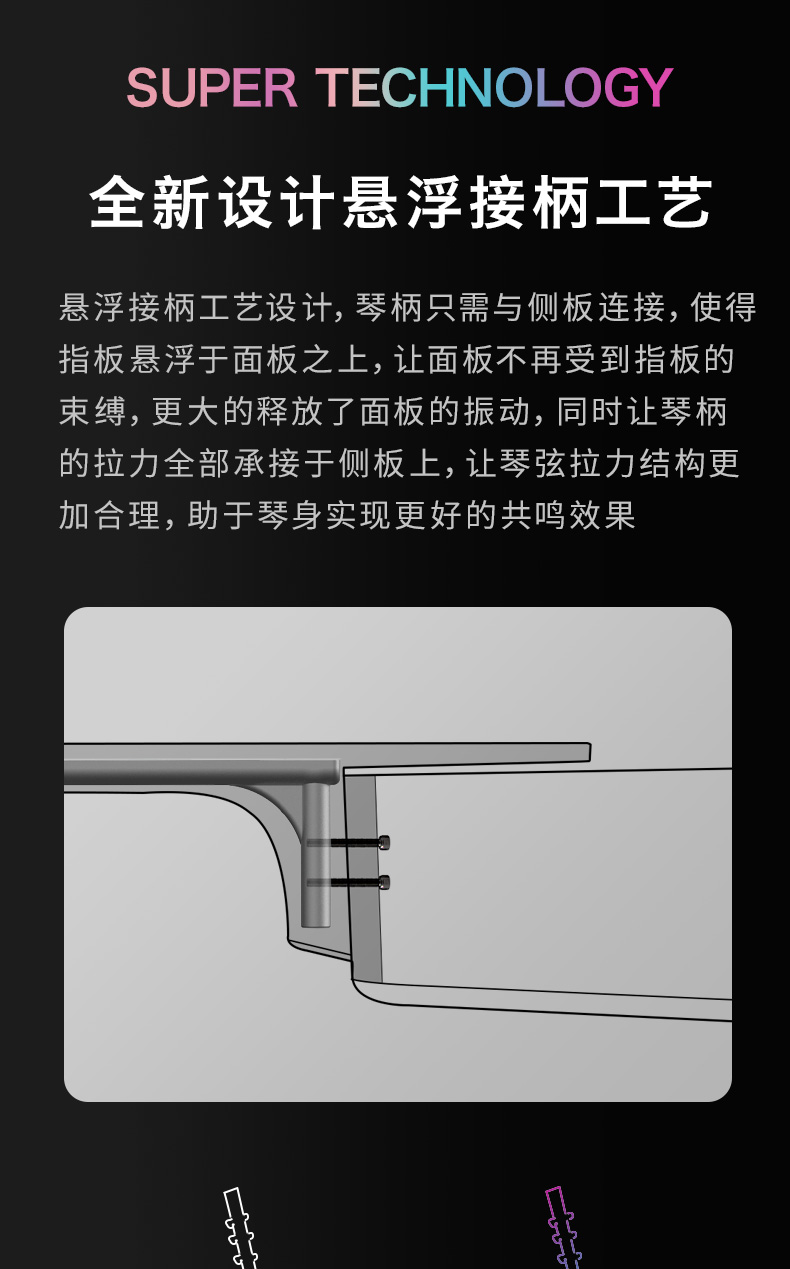 SUPER TECHNOLOGY
全新设计悬浮接柄工艺
悬浮接柄工艺设计，琴柄只需与侧板连接，使得
指板悬浮于面板之上，让面板不再受到指板的
束缚，更大的释放了面板的振动，同时让琴柄
的拉力全部承接于侧板上，让琴弦拉力结构更
加合理，助于琴身实现更好的共鸣效果